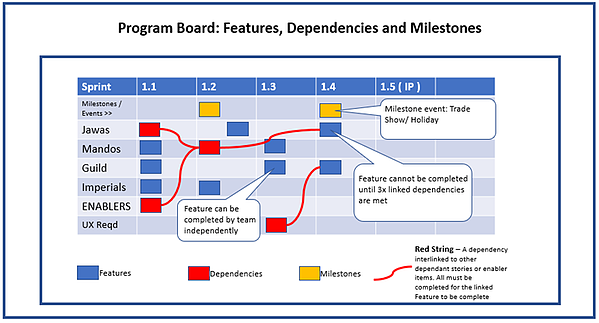 Program Board: Features, Dependencies and Milestones
Sprint 1.1 1.2 1.3 1.4 1.5 ( IP )
Milestones /
Events >>
Milestone event: Trade
Show/ Holiday
Jawas
Mandos
Guild
Feature cannot be completed
until 3x linked dependencies
are met
Imperials
ENABLERS
Feature can be
completed by team
independently
UX Reqd
Features
Dependencies
Milestones
Red String – A dependency
interlinked to other
dependant stories or enabler
items. All must be
completed for the linked
Feature to be complete